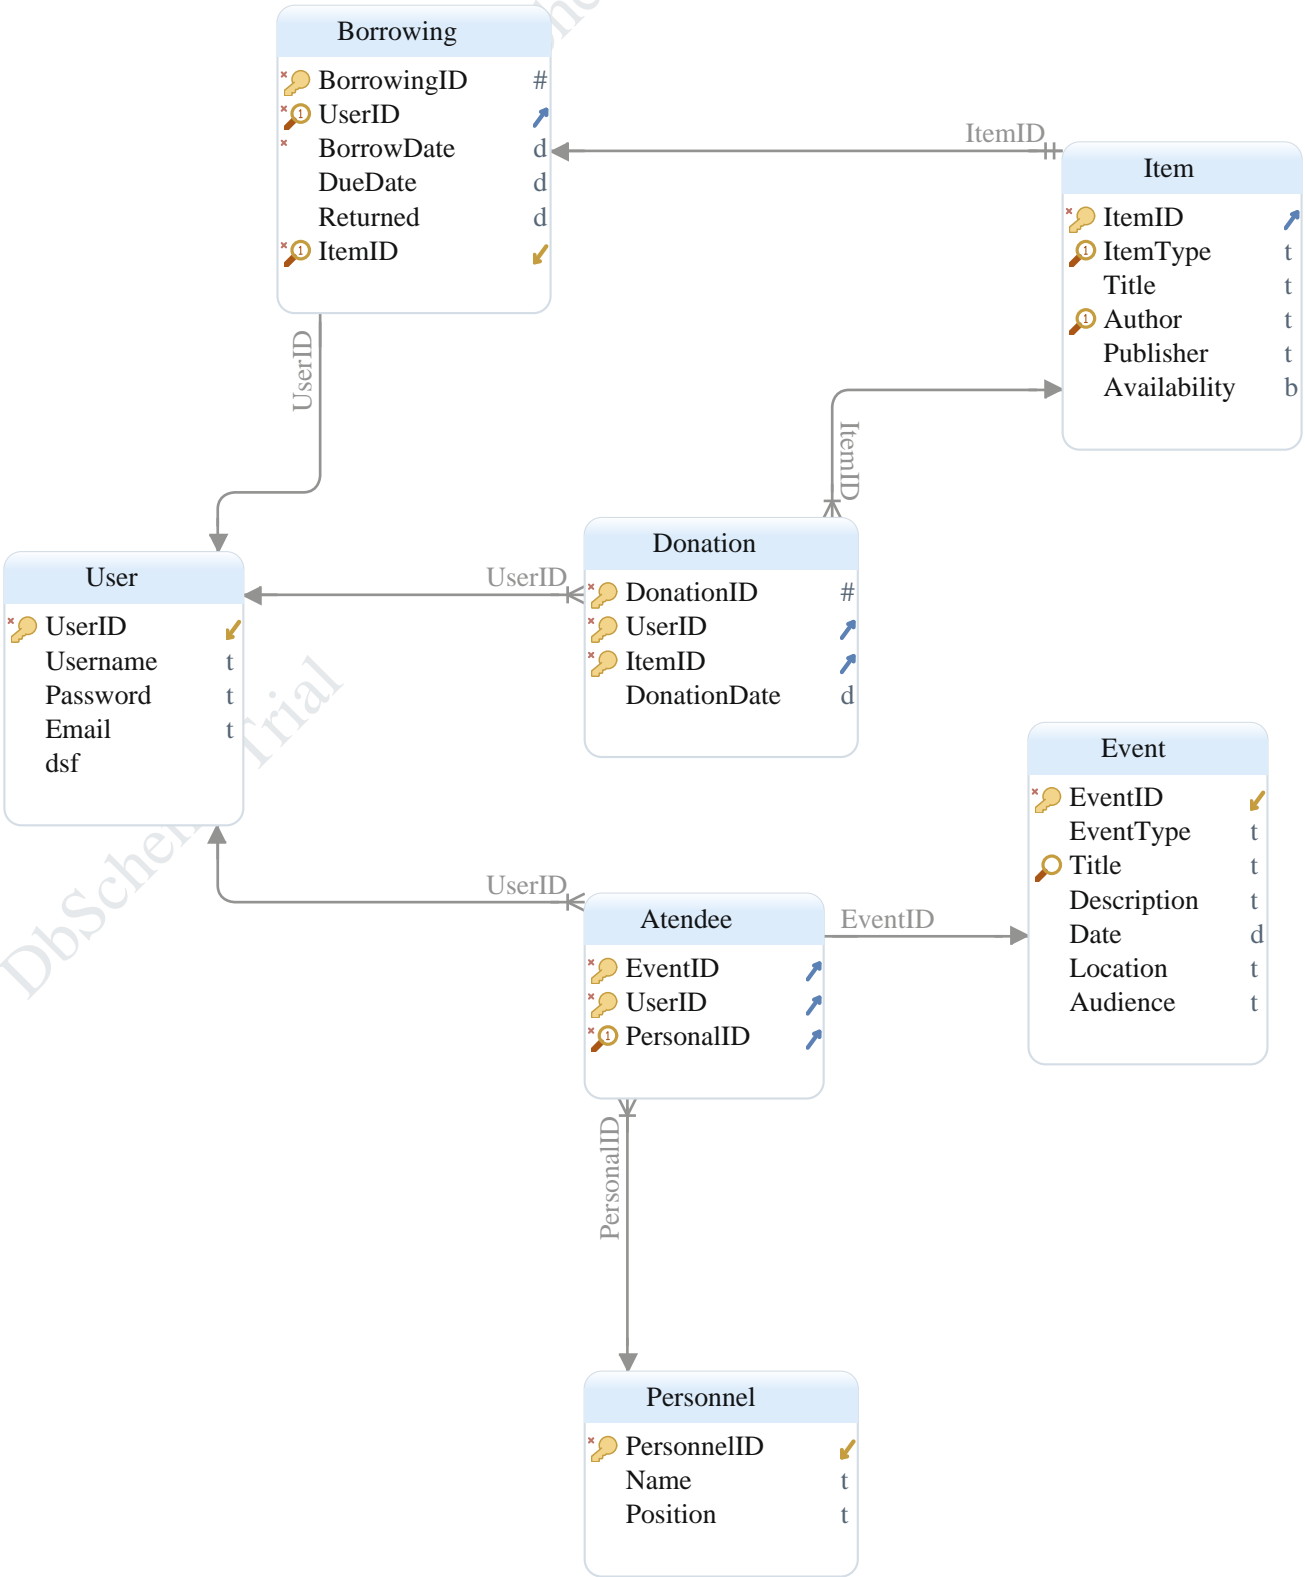 Borrowing
BorrowingID #
UserID
BorrowDate d
DueDate d
Returned d
ItemID
ItemID
Item
ItemID
ItemType t
Title t
Author t
Publisher t
Availability b
UserID
ItemID
User
UserID
Username t
Password t
Email t
dsf
UserID
Donation
DonationID #
UserID
ItemID
DonationDate d
Event
EventID
EventType t
Title t
Description t
Date d
Location t
Audience t
UserID
Atendee
EventID
UserID
PersonalID
EventID
PersonalID
Personnel
PersonnelID
Name t
Position t
Trial